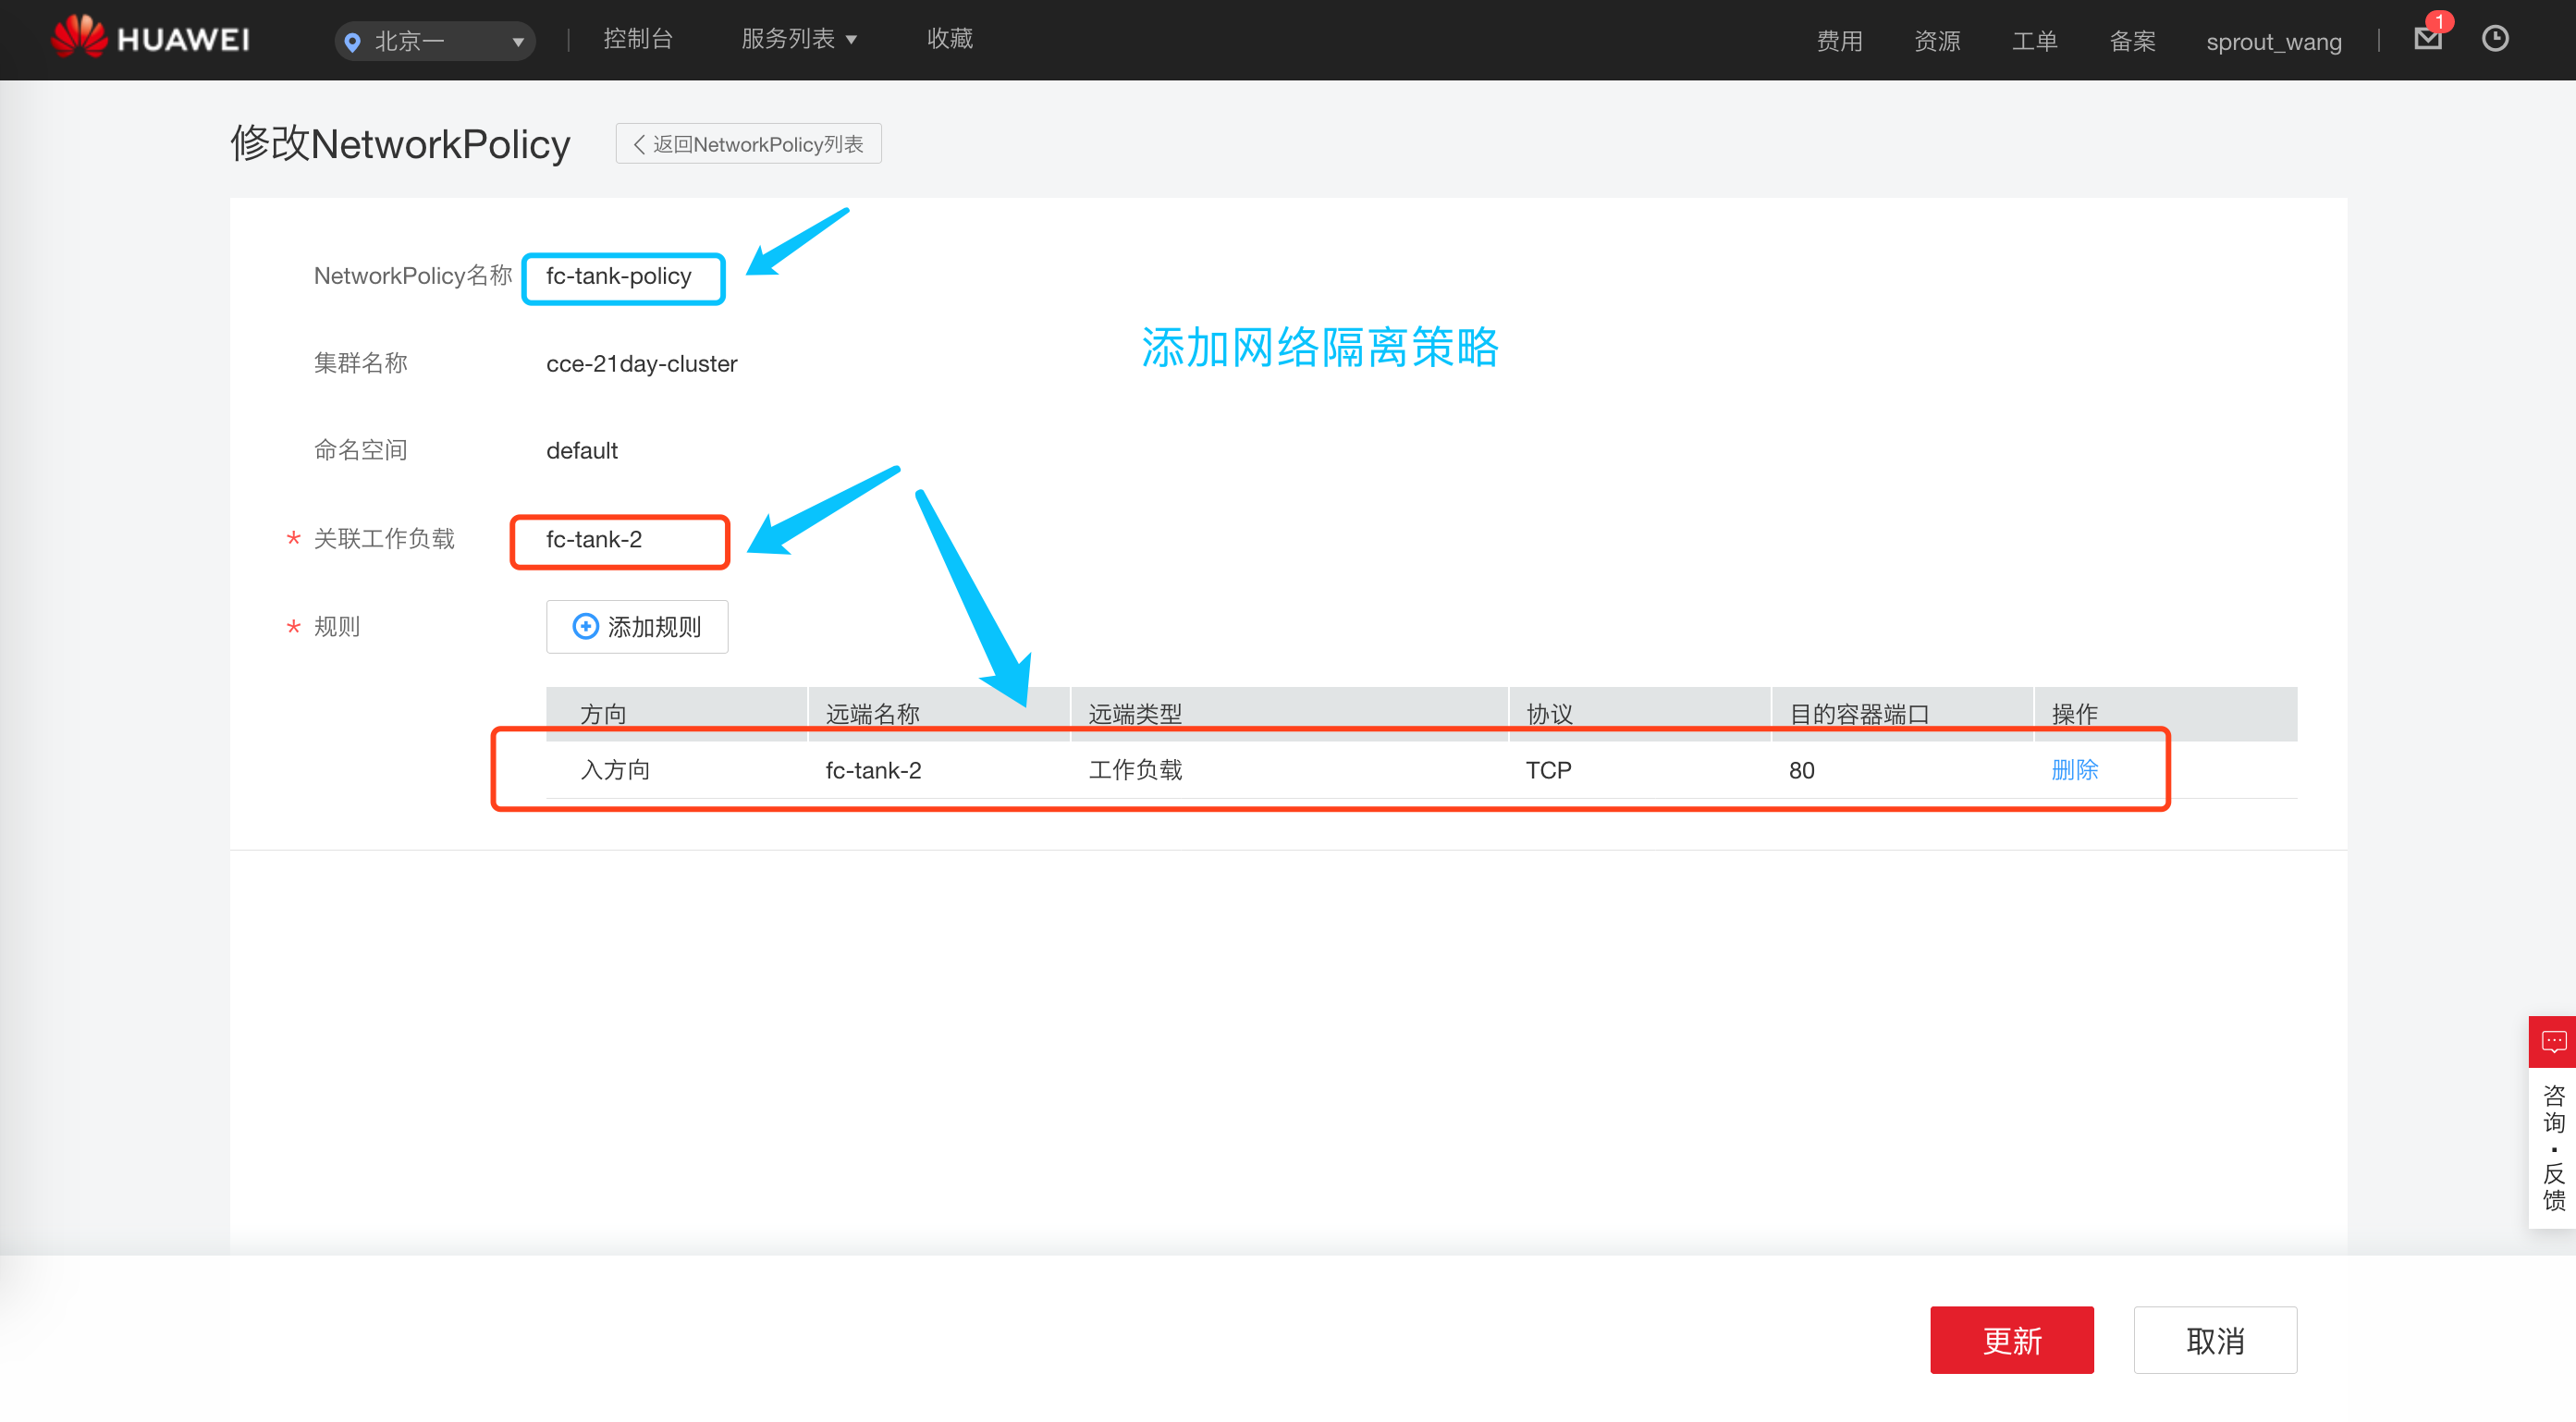 HUAWEI 北京一 控制台 服务列表 收藏 费用 资源 工单 备案 sprout_wang 1
修改NetworkPolicy 返回NetworkPolicy列表
NetworkPolicy名称 fc-tank-policy
添加网络隔离策略
集群名称 cce-21day-cluster
命名空间 default
* 关联工作负载 fc-tank-2
* 规则 添加规则
方向 远端名称 远端类型 协议 目的容器端口 操作
入方向 fc-tank-2 工作负载 TCP 80 删除
咨询·反馈
更新 取消